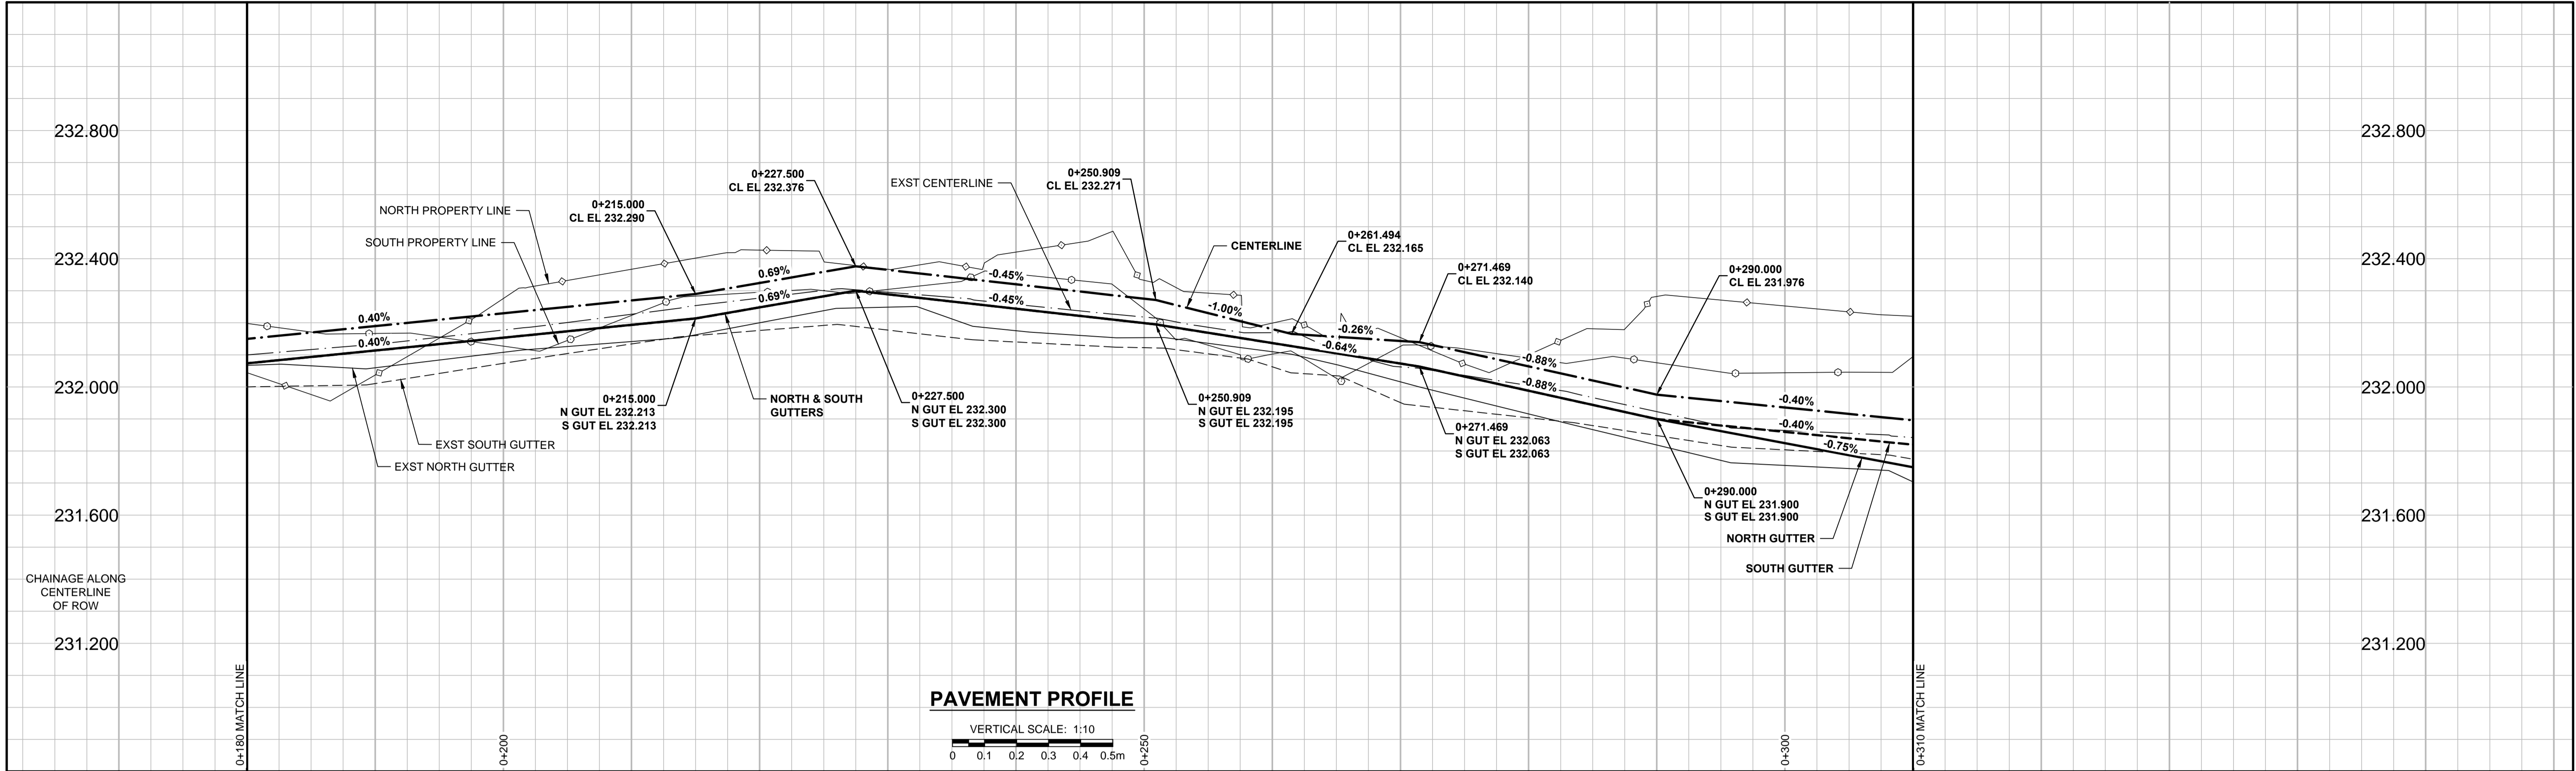 232.800
232.400
232.000
231.600
231.200
CHAINAGE ALONG
CENTERLINE
OF ROW
232.800
232.400
232.000
231.600
231.200
0+180 MATCH LINE
0+200
0+250
0+300
0+310 MATCH LINE
NORTH PROPERTY LINE
SOUTH PROPERTY LINE
0+215.000
CL EL 232.290
0+227.500
CL EL 232.376
EXST CENTERLINE
0+250.909
CL EL 232.271
CENTERLINE
0+261.494
CL EL 232.165
0+271.469
CL EL 232.140
0+290.000
CL EL 231.976
0.40%
0.69%
-0.45%
-1.00%
-0.26%
-0.88%
-0.40%
0.40%
0.69%
-0.45%
-0.64%
-0.88%
-0.40%
-0.75%
0+215.000
N GUT EL 232.213
S GUT EL 232.213
NORTH & SOUTH
GUTTERS
0+227.500
N GUT EL 232.300
S GUT EL 232.300
0+250.909
N GUT EL 232.195
S GUT EL 232.195
0+271.469
N GUT EL 232.063
S GUT EL 232.063
0+290.000
N GUT EL 231.900
S GUT EL 231.900
EXST SOUTH GUTTER
EXST NORTH GUTTER
NORTH GUTTER
SOUTH GUTTER
PAVEMENT PROFILE
VERTICAL SCALE: 1:10
0 0.1 0.2 0.3 0.4 0.5m